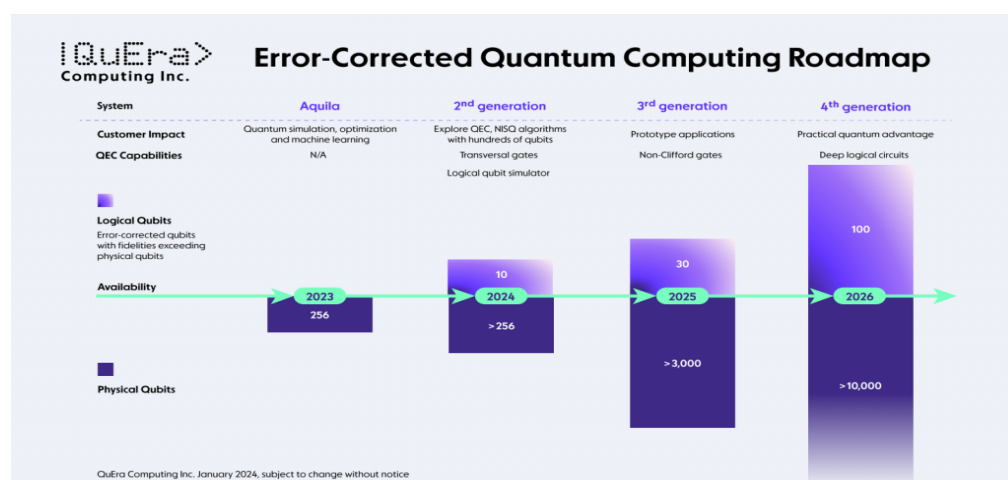 |QuEra>
Computing Inc.
Error-Corrected Quantum Computing Roadmap
System
Aquila
2nd generation
3rd generation
4th generation
Customer Impact
Quantum simulation, optimization
and machine learning
Explore QEC, NISQ algorithms
with hundreds of qubits
Prototype applications
Practical quantum advantage
QEC Capabilities
N/A
Transversal gates
Logical qubit simulator
Non-Clifford gates
Deep logical circuits
Logical Qubits
Error-corrected qubits
with fidelities exceeding
physical qubits
10
30
100
Availability
2023
2024
2025
2026
256
>256
>3,000
>10,000
Physical Qubits
QuEra Computing Inc. January 2024, subject to change without notice